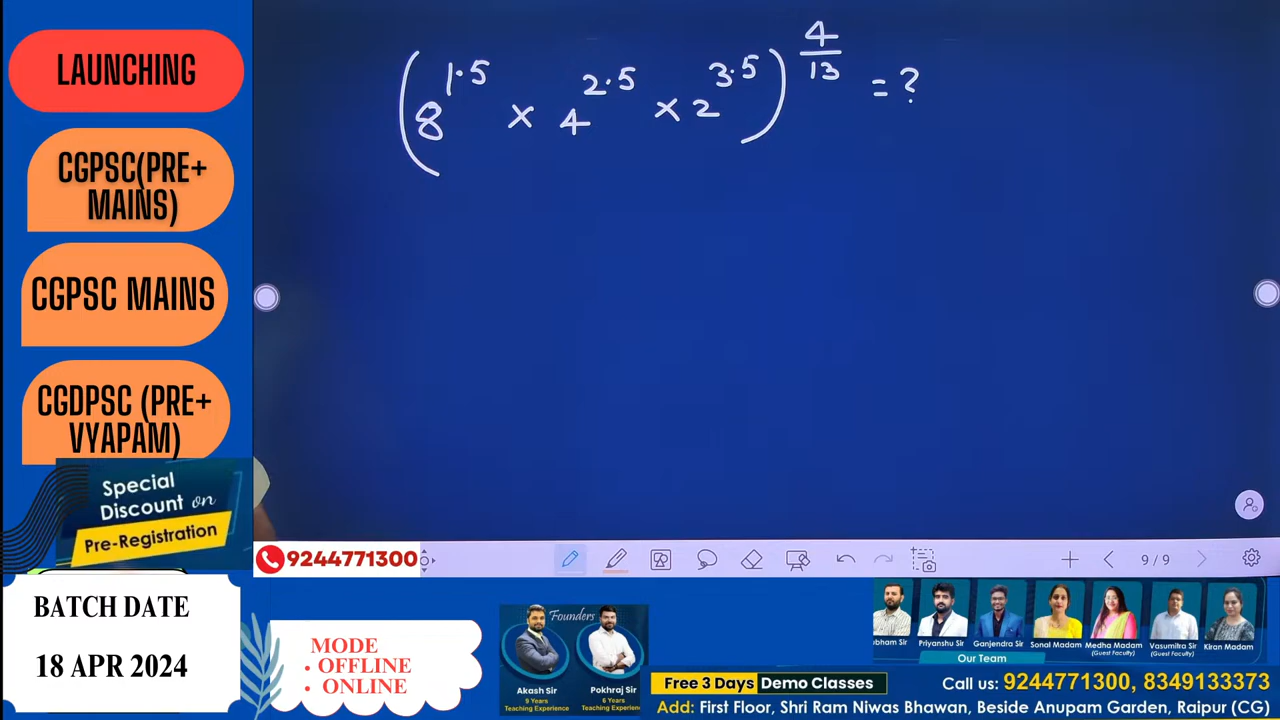 LAUNCHING
CGPSC(PRE+
MAINS)
CGPSC MAINS
CGDPSC (PRE+
VYAPAM)
Special
Discount on
Pre-Registration
BATCH DATE
18 APR 2024
(8^1.5 × 4^2.5 × 2^3.5)^4/13 = ?
9244771300
9/9
MODE
• OFFLINE
• ONLINE
Founders
Akash Sir
9 Years
Teaching Experience
Pokhraj Sir
6 Years
Teaching Experienc
bham Sir
Priyanshu Sir
Ganjendra Sir
Sonal Madam
Medha Madam
(Guest Faculty)
Vasumitra Sir
(Guest Faculty)
Kiran Madam
Our Team
Free 3 Days Demo Classes
Call us: 9244771300, 8349133373
Add: First Floor, Shri Ram Niwas Bhawan, Beside Anupam Garden, Raipur (CG)